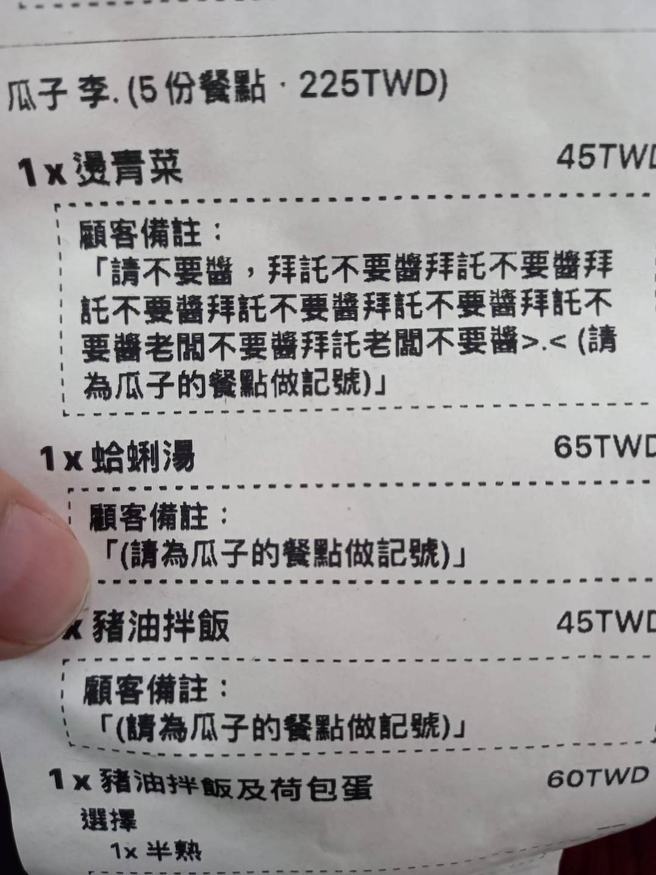 瓜子 李. (5 份餐點 · 225TWD)
1 x 燙青菜 45TWD
顧客備註：
「請不要醬，拜託不要醬拜託不要醬拜
託不要醬拜託不要醬拜託不要醬拜託不
要醬老闆不要醬拜託老闆不要醬>.< (請
為瓜子的餐點做記號)」
1 x 蛤蜊湯 65TWD
顧客備註：
「(請為瓜子的餐點做記號)」
x 豬油拌飯 45TWD
顧客備註：
「(請為瓜子的餐點做記號)」
1 x 豬油拌飯及荷包蛋 60TWD
選擇
1x 半熟